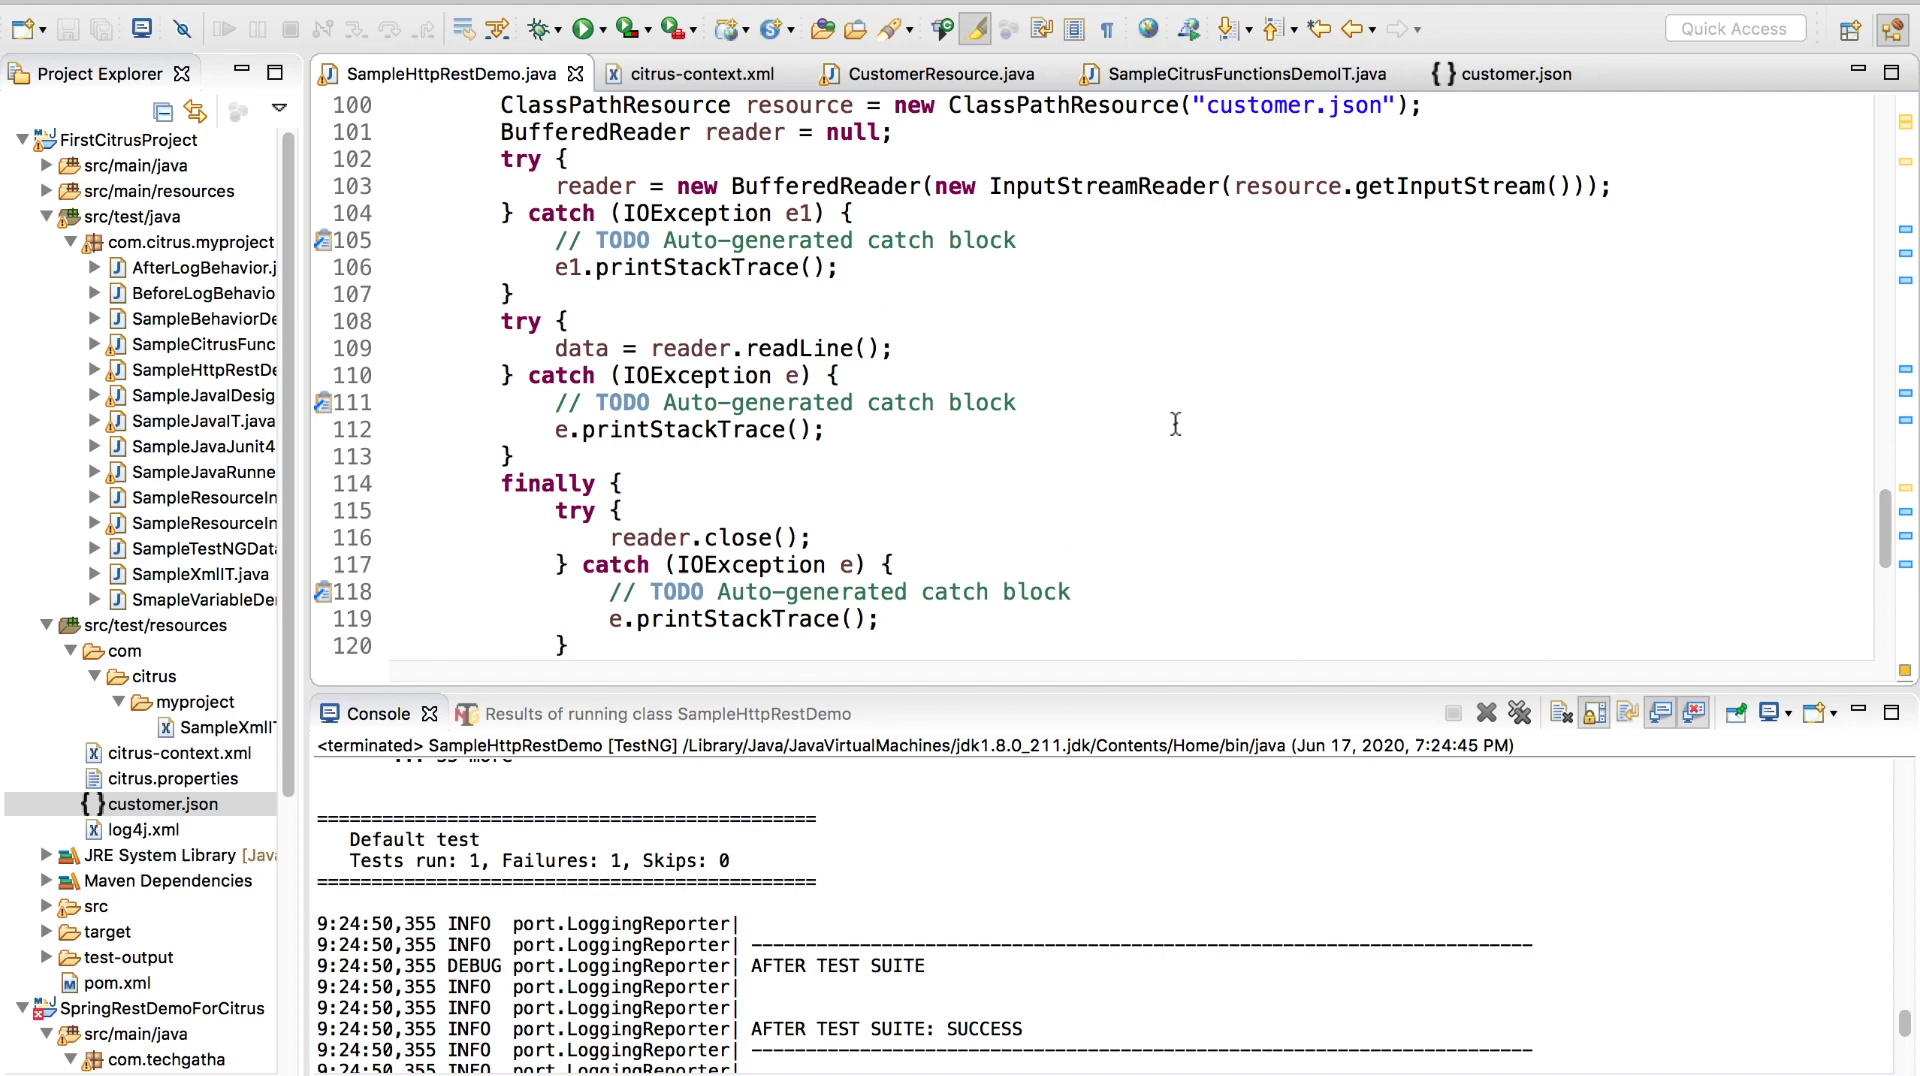 Quick Access
Project Explorer
SampleHttpRestDemo.java
citrus-context.xml
CustomerResource.java
SampleCitrusFunctionsDemoIT.java
{ } customer.json
FirstCitrusProject
src/main/java
src/main/resources
src/test/java
com.citrus.myproject
AfterLogBehavior.j
BeforeLogBehavio
SampleBehaviorDe
SampleCitrusFunc
SampleHttpRestDe
SampleJavaIDesig
SampleJavaIT.java
SampleJavaJunit4
SampleJavaRunne
SampleResourceIn
SampleResourceIn
SampleTestNGData
SampleXmlIT.java
SmapleVariableDe
src/test/resources
com
citrus
myproject
SampleXmlIT
citrus-context.xml
citrus.properties
{ } customer.json
log4j.xml
JRE System Library [Java
Maven Dependencies
src
target
test-output
pom.xml
SpringRestDemoForCitrus
src/main/java
com.techgatha
100 ClassPathResource resource = new ClassPathResource("customer.json");
101 BufferedReader reader = null;
102 try {
103 reader = new BufferedReader(new InputStreamReader(resource.getInputStream()));
104 } catch (IOException e1) {
105 // TODO Auto-generated catch block
106 e1.printStackTrace();
107 }
108 try {
109 data = reader.readLine();
110 } catch (IOException e) {
111 // TODO Auto-generated catch block
112 e.printStackTrace();
113 }
114 finally {
115 try {
116 reader.close();
117 } catch (IOException e) {
118 // TODO Auto-generated catch block
119 e.printStackTrace();
120 }
Console
Results of running class SampleHttpRestDemo
<terminated> SampleHttpRestDemo [TestNG] /Library/Java/JavaVirtualMachines/jdk1.8.0_211.jdk/Contents/Home/bin/java (Jun 17, 2020, 7:24:45 PM)
===============================================
Default test
Tests run: 1, Failures: 1, Skips: 0
===============================================
9:24:50,355 INFO port.LoggingReporter|
9:24:50,355 INFO port.LoggingReporter| ------------------------------------------------------------------------
9:24:50,355 DEBUG port.LoggingReporter| AFTER TEST SUITE
9:24:50,355 INFO port.LoggingReporter|
9:24:50,355 INFO port.LoggingReporter|
9:24:50,355 INFO port.LoggingReporter| AFTER TEST SUITE: SUCCESS
9:24:50,355 INFO port.LoggingReporter| ------------------------------------------------------------------------
9:24:50,355 INFO port.LoggingReporter|